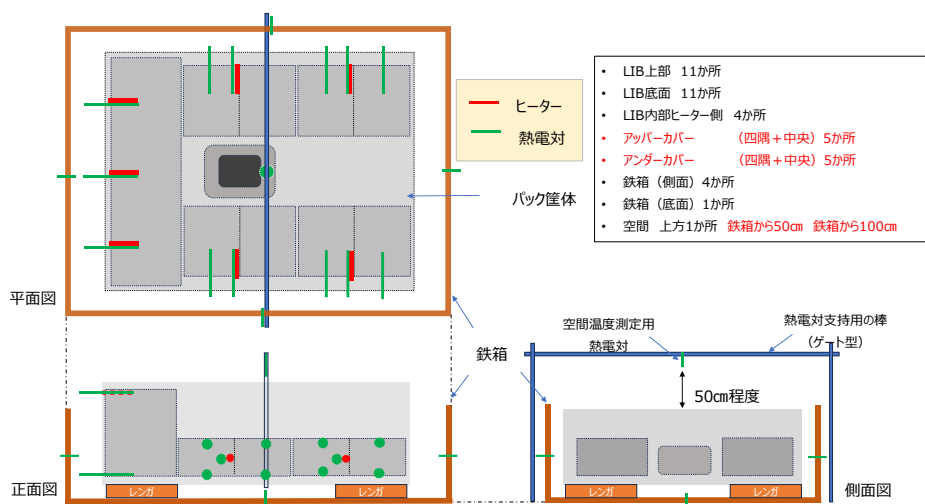 ヒーター
熱電対
パック筐体
• LIB上部 11か所
• LIB底面 11か所
• LIB内部ヒーター側 4か所
• アッパーカバー (四隅+中央) 5か所
• アンダーカバー (四隅+中央) 5か所
• 鉄箱(側面) 4か所
• 鉄箱(底面) 1か所
• 空間 上方1か所 鉄箱から50㎝ 鉄箱から100㎝
平面図
鉄箱
空間温度測定用
熱電対
熱電対支持用の棒
(ゲート型)
50㎝程度
レンガ
レンガ
正面図
レンガ
レンガ
側面図